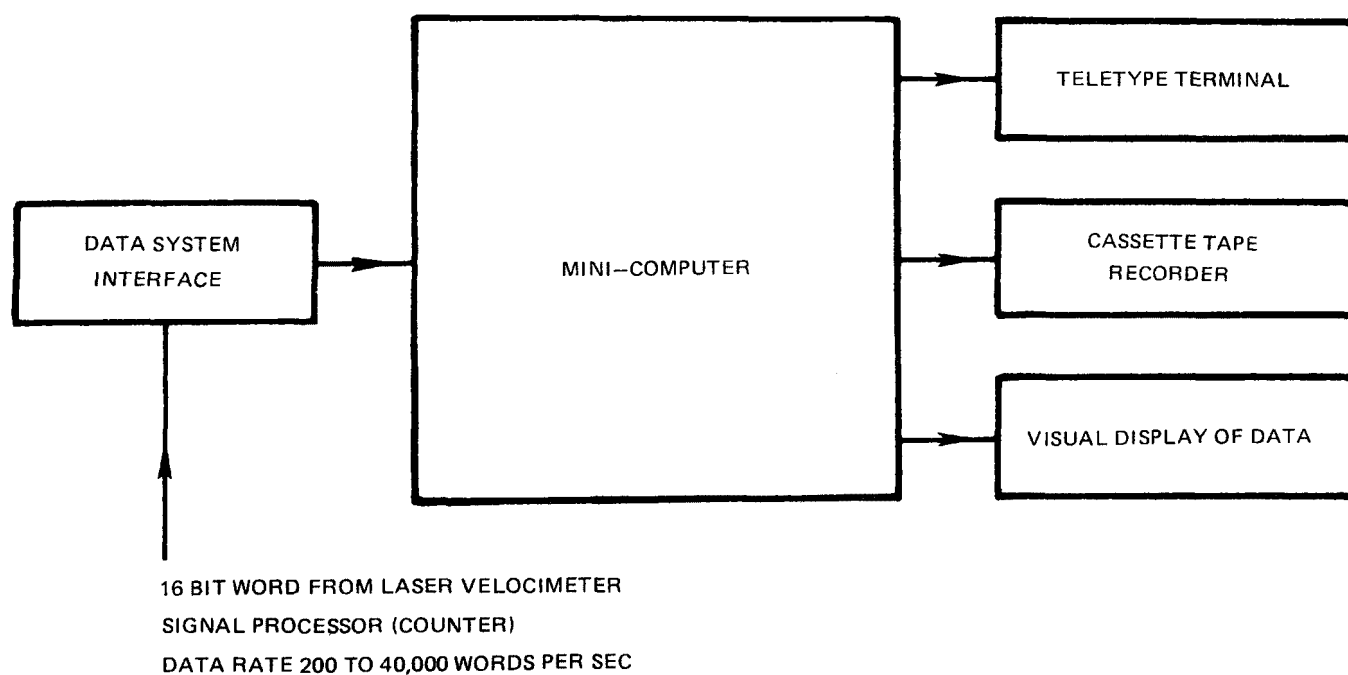 TELETYPE TERMINAL
DATA SYSTEM
INTERFACE
MINI–COMPUTER
CASSETTE TAPE
RECORDER
VISUAL DISPLAY OF DATA
16 BIT WORD FROM LASER VELOCIMETER
SIGNAL PROCESSOR (COUNTER)
DATA RATE 200 TO 40,000 WORDS PER SEC